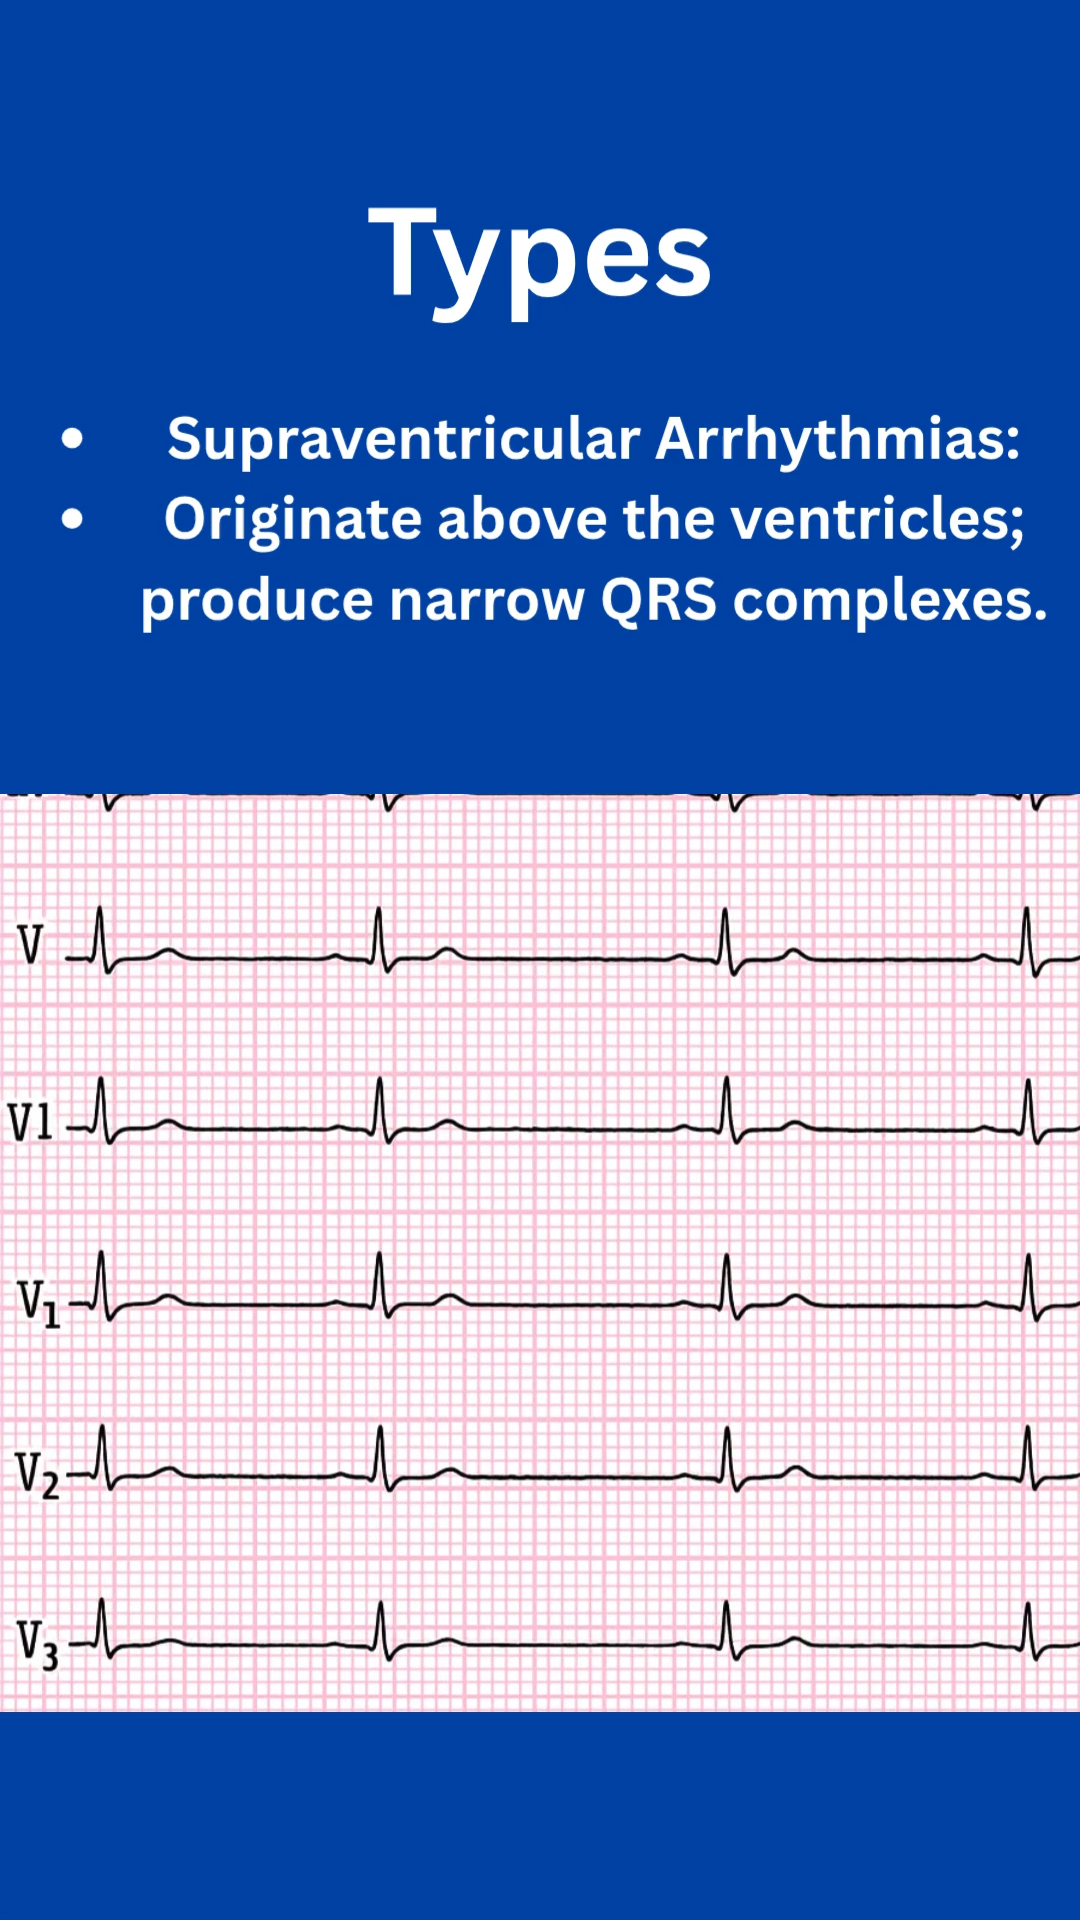 Types
• Supraventricular Arrhythmias:
• Originate above the ventricles;
produce narrow QRS complexes.
V
V1
V₁
V₂
V₃